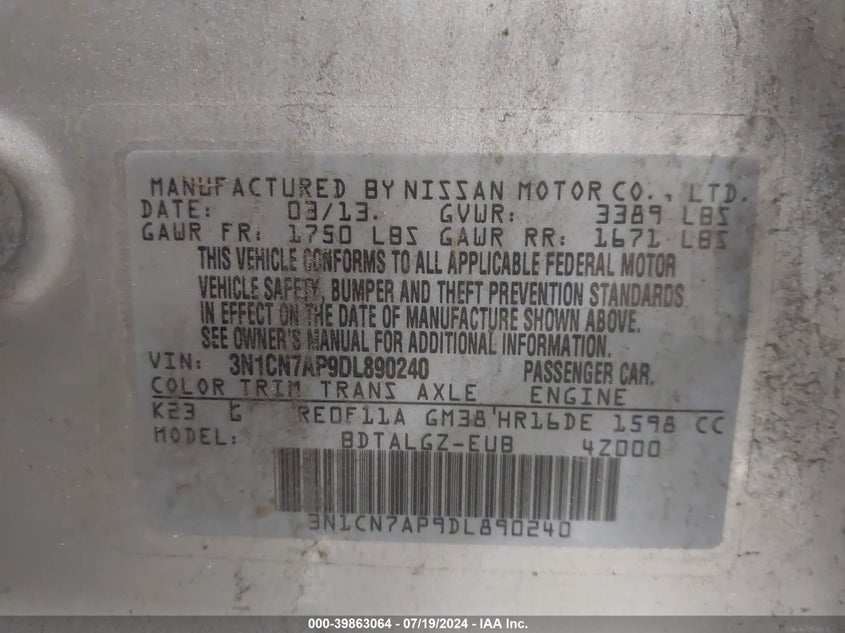 MANUFACTURED BY NISSAN MOTOR CO., LTD.
DATE: 03/13. GVWR: 3389 LBS
GAWR FR: 1750 LBS GAWR RR: 1671 LBS
THIS VEHICLE CONFORMS TO ALL APPLICABLE FEDERAL MOTOR
VEHICLE SAFETY, BUMPER AND THEFT PREVENTION STANDARDS
IN EFFECT ON THE DATE OF MANUFACTURE SHOWN ABOVE.
SEE OWNER'S MANUAL FOR ADDITIONAL INFORMATION.
VIN: 3N1CN7AP9DL890240 PASSENGER CAR.
COLOR TRIM TRANS AXLE ENGINE
K23 G RE0F11A GM38 HR16DE 1598 CC
MODEL: BDTALGZ-EUB 4Z000
3N1CN7AP9DL890240
000-39863064 - 07/19/2024 - IAA Inc.